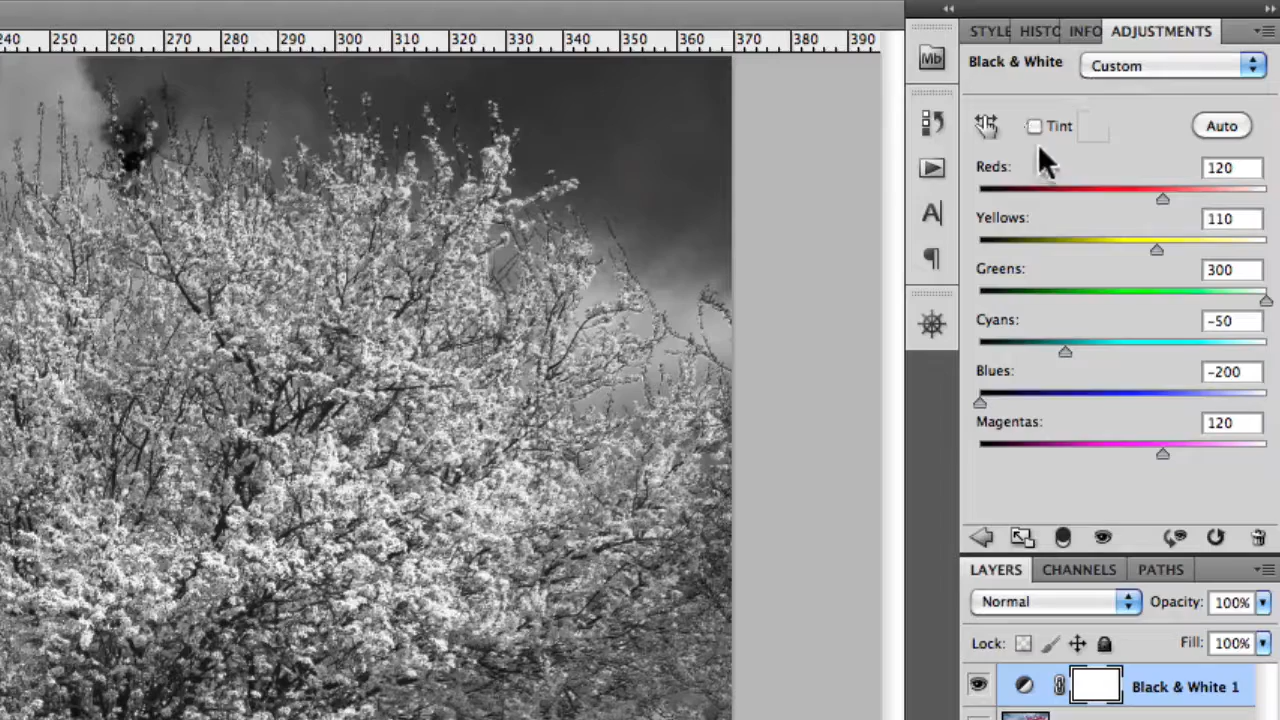 240 250 260 270 280 290 300 310 320 330 340 350 360 370 380 390
STYLE HISTO INFO ADJUSTMENTS
Mb
Black & White Custom
Tint Auto
Reds: 120
Yellows: 110
A
Greens: 300
Cyans: -50
Blues: -200
Magentas: 120
LAYERS CHANNELS PATHS
Normal Opacity: 100%
Lock: Fill: 100%
Black & White 1